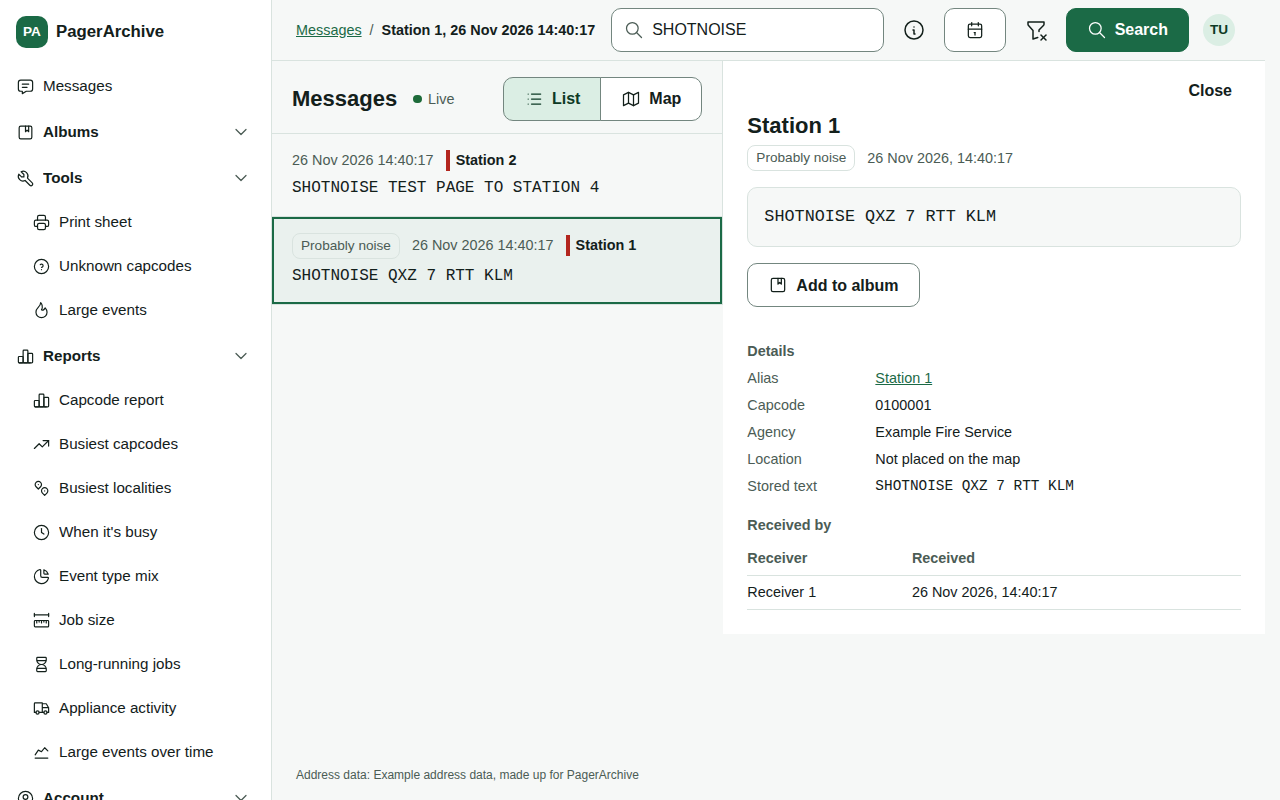 PA PagerArchive
Messages
Albums
Tools
Print sheet
Unknown capcodes
Large events
Reports
Capcode report
Busiest capcodes
Busiest localities
When it's busy
Event type mix
Job size
Long-running jobs
Appliance activity
Large events over time
Account
Messages / Station 1, 26 Nov 2026 14:40:17
SHOTNOISE
Search
TU
Messages
Live
List
Map
26 Nov 2026 14:40:17 Station 2
SHOTNOISE TEST PAGE TO STATION 4
Probably noise 26 Nov 2026 14:40:17 Station 1
SHOTNOISE QXZ 7 RTT KLM
Close
Station 1
Probably noise 26 Nov 2026, 14:40:17
SHOTNOISE QXZ 7 RTT KLM
Add to album
Details
Alias Station 1
Capcode 0100001
Agency Example Fire Service
Location Not placed on the map
Stored text SHOTNOISE QXZ 7 RTT KLM
Received by
Receiver Received
Receiver 1 26 Nov 2026, 14:40:17
Address data: Example address data, made up for PagerArchive